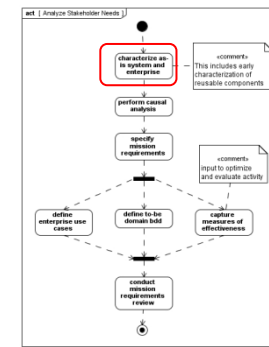 act [ Analyze Stakeholder Needs ]
characterize as-
is system and
enterprise
«comment»
This includes early
characterization of
reusable components
perform causal
analysis
specify
mission
requirements
«comment»
input to optimize
and evaluate activity
define
enterprise use
cases
define to-be
domain bdd
capture
measures of
effectiveness
conduct
mission
requirements
review